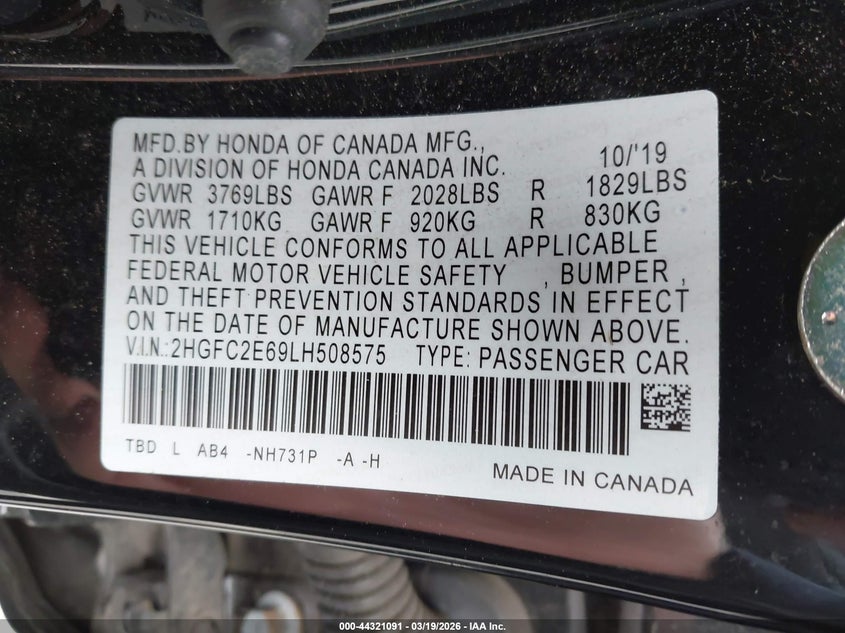 MFD.BY HONDA OF CANADA MFG.,
A DIVISION OF HONDA CANADA INC. 10/'19
GVWR 3769LBS GAWR F 2028LBS R 1829LBS
GVWR 1710KG GAWR F 920KG R 830KG
THIS VEHICLE CONFORMS TO ALL APPLICABLE
FEDERAL MOTOR VEHICLE SAFETY , BUMPER ,
AND THEFT PREVENTION STANDARDS IN EFFECT
ON THE DATE OF MANUFACTURE SHOWN ABOVE.
V.I.N.:2HGFC2E69LH508575 TYPE: PASSENGER CAR
TBD L AB4 -NH731P -A -H
MADE IN CANADA
000-44321091 - 03/19/2026 - IAA Inc.